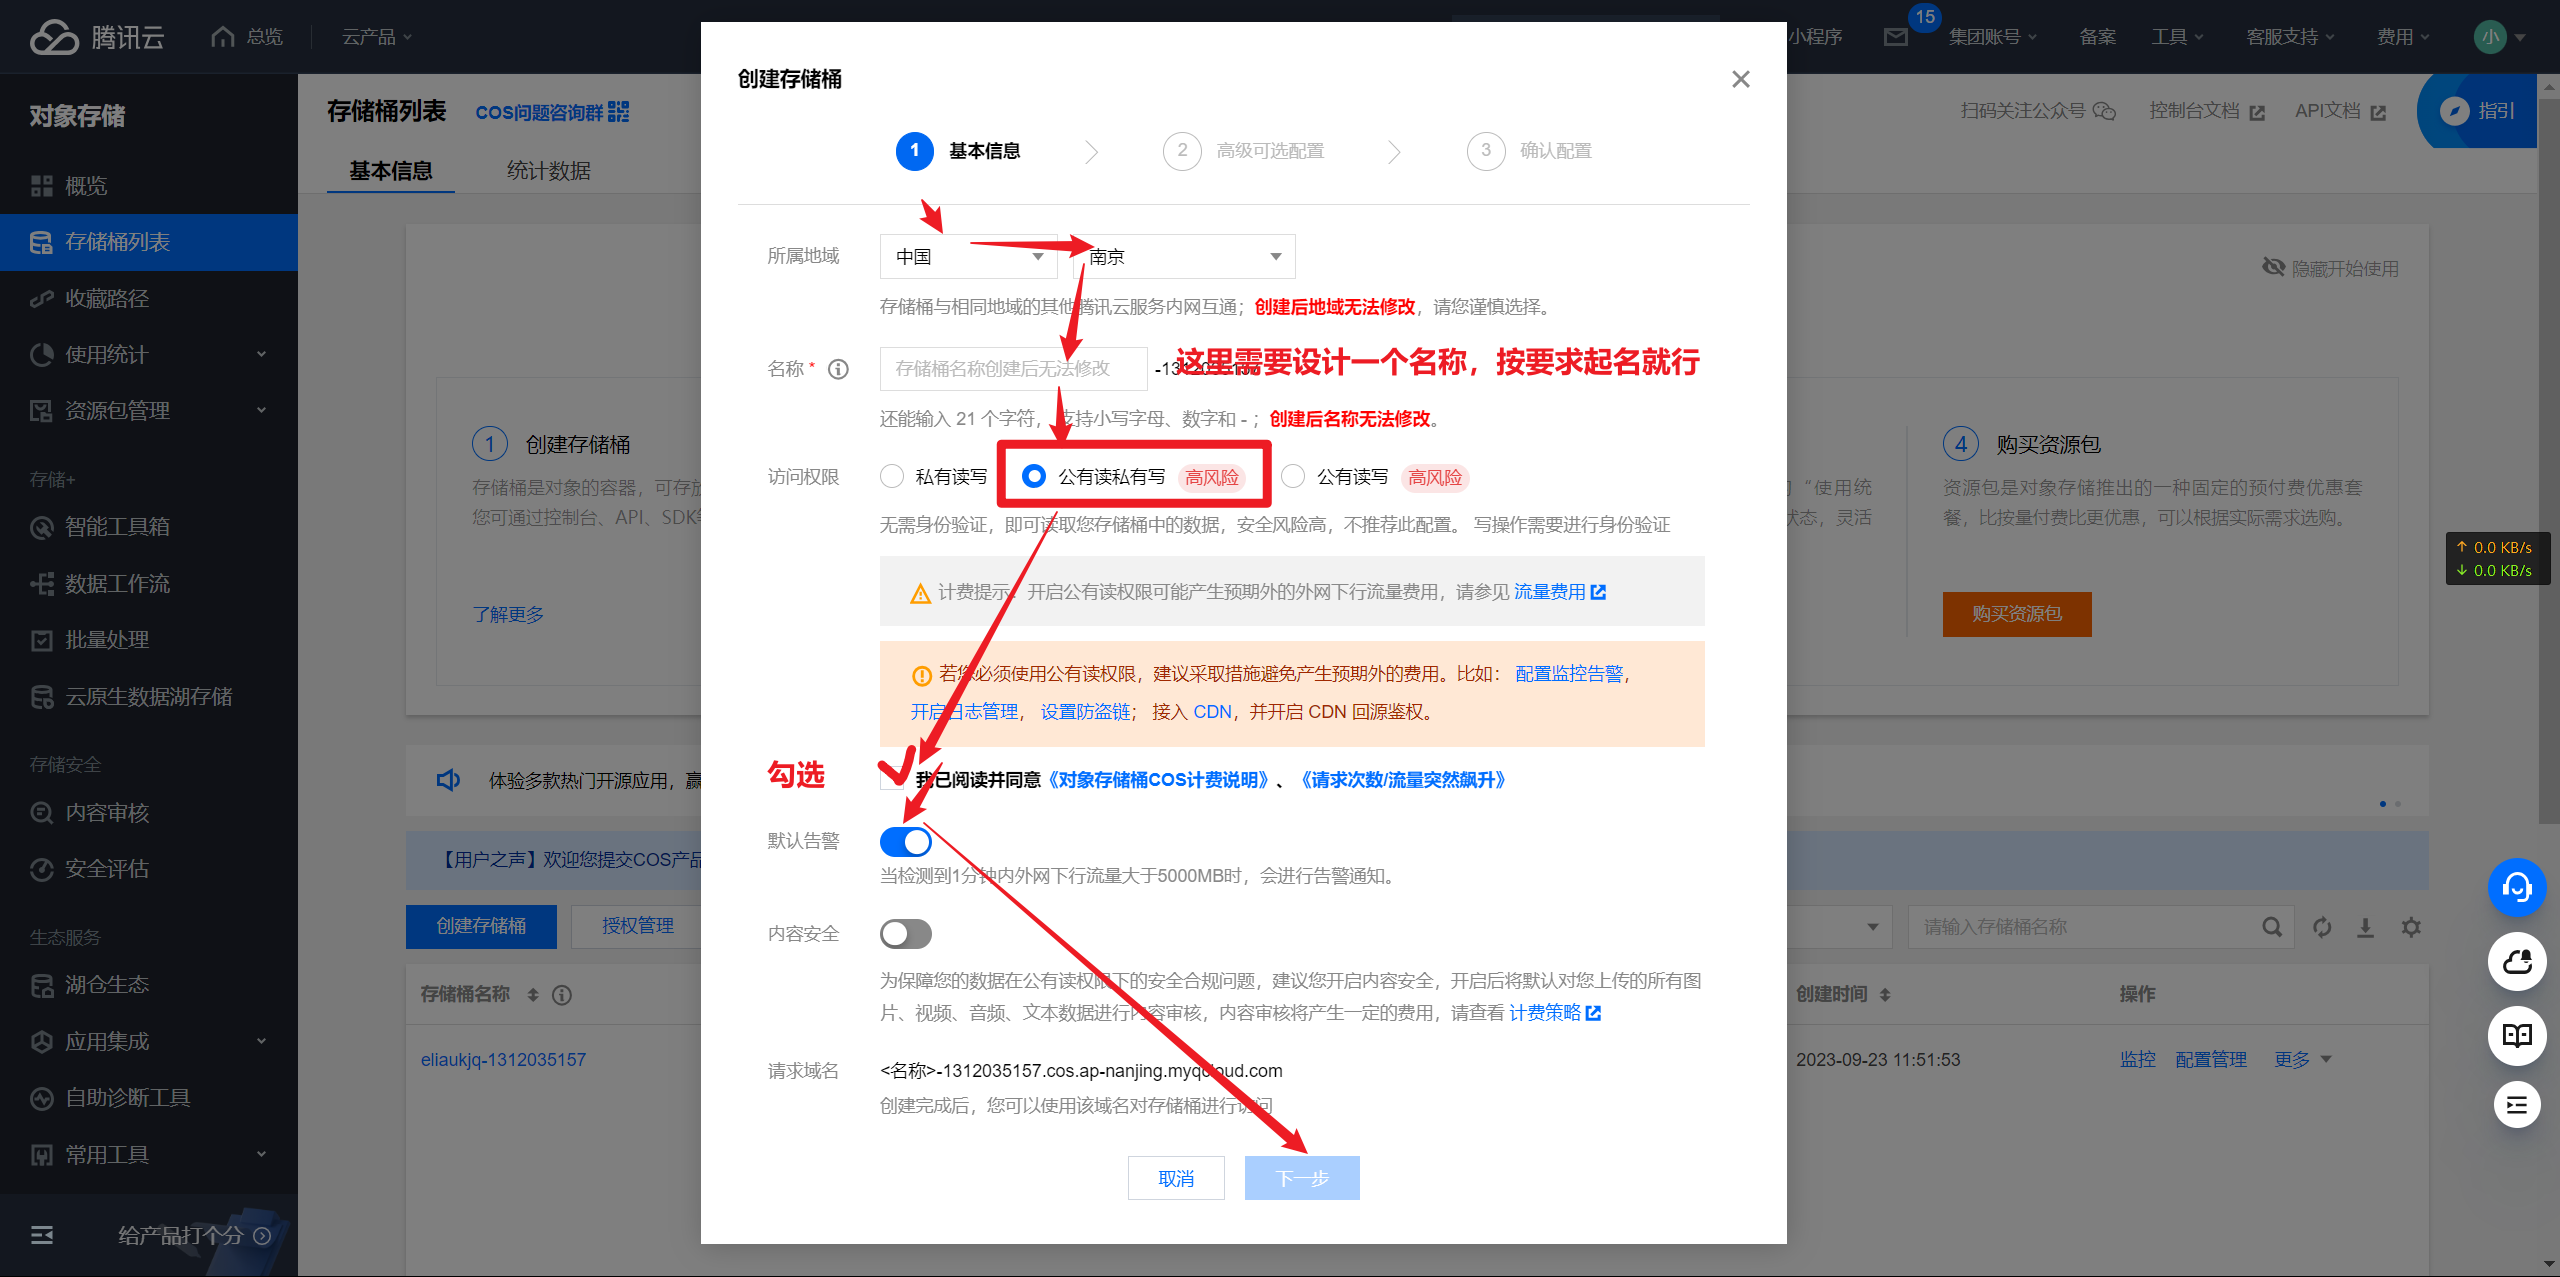 腾讯云
总览
云产品
小程序
15
集团账号
备案
工具
客服支持
费用
小
对象存储
概览
存储桶列表
收藏路径
使用统计
资源包管理
存储+
智能工具箱
数据工作流
批量处理
云原生数据湖存储
存储安全
内容审核
安全评估
生态服务
湖仓生态
应用集成
自助诊断工具
常用工具
给产品打个分
存储桶列表
COS问题咨询群
扫码关注公众号
控制台文档
API文档
指引
基本信息
统计数据
隐藏开始使用
1 创建存储桶
存储桶是对象的容器，可存放
您可通过控制台、API、SDK
了解更多
“使用统
状态，灵活
4 购买资源包
资源包是对象存储推出的一种固定的预付费优惠套
餐，比按量付费比更优惠，可以根据实际需求选购。
购买资源包
↑ 0.0 KB/s
↓ 0.0 KB/s
体验多款热门开源应用，赢
【用户之声】欢迎您提交COS产品
创建存储桶
授权管理
请输入存储桶名称
存储桶名称
创建时间
操作
eliaukjq-1312035157
2023-09-23 11:51:53
监控
配置管理
更多
创建存储桶
1 基本信息
2 高级可选配置
3 确认配置
所属地域
中国
南京
存储桶与相同地域的其他腾讯云服务内网互通；创建后地域无法修改，请您谨慎选择。
名称 *
存储桶名称创建后无法修改
-1312035157
这里需要设计一个名称，按要求起名就行
还能输入 21 个字符，支持小写字母、数字和 -；创建后名称无法修改。
访问权限
私有读写
公有读私有写 高风险
公有读写 高风险
无需身份验证，即可读取您存储桶中的数据，安全风险高，不推荐此配置。 写操作需要进行身份验证
计费提示：开启公有读权限可能产生预期外的外网下行流量费用，请参见 流量费用
若您必须使用公有读权限，建议采取措施避免产生预期外的费用。比如： 配置监控告警，
开启日志管理， 设置防盗链； 接入 CDN，并开启 CDN 回源鉴权。
勾选
我已阅读并同意《对象存储桶COS计费说明》、《请求次数/流量突然飙升》
默认告警
当检测到1分钟内外网下行流量大于5000MB时，会进行告警通知。
内容安全
为保障您的数据在公有读权限下的安全合规问题，建议您开启内容安全，开启后将默认对您上传的所有图
片、视频、音频、文本数据进行内容审核，内容审核将产生一定的费用，请查看 计费策略
请求域名
<名称>-1312035157.cos.ap-nanjing.myqcloud.com
创建完成后，您可以使用该域名对存储桶进行访问
取消
下一步